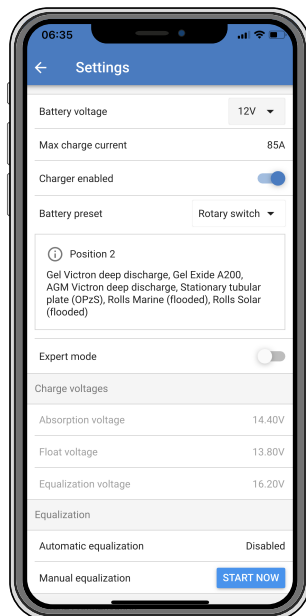 06:35
Settings
Battery voltage 12V
Max charge current 85A
Charger enabled
Battery preset Rotary switch
Position 2
Gel Victron deep discharge, Gel Exide A200,
AGM Victron deep discharge, Stationary tubular
plate (OPzS), Rolls Marine (flooded), Rolls Solar
(flooded)
Expert mode
Charge voltages
Absorption voltage 14.40V
Float voltage 13.80V
Equalization voltage 16.20V
Equalization
Automatic equalization Disabled
Manual equalization START NOW